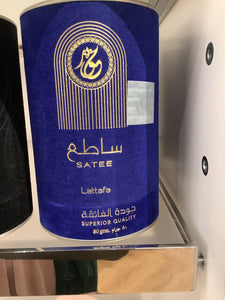 ساطع
SATEE
Lattafa
جودة الفائقة
SUPERIOR QUALITY
80 gms. جرام ٨٠